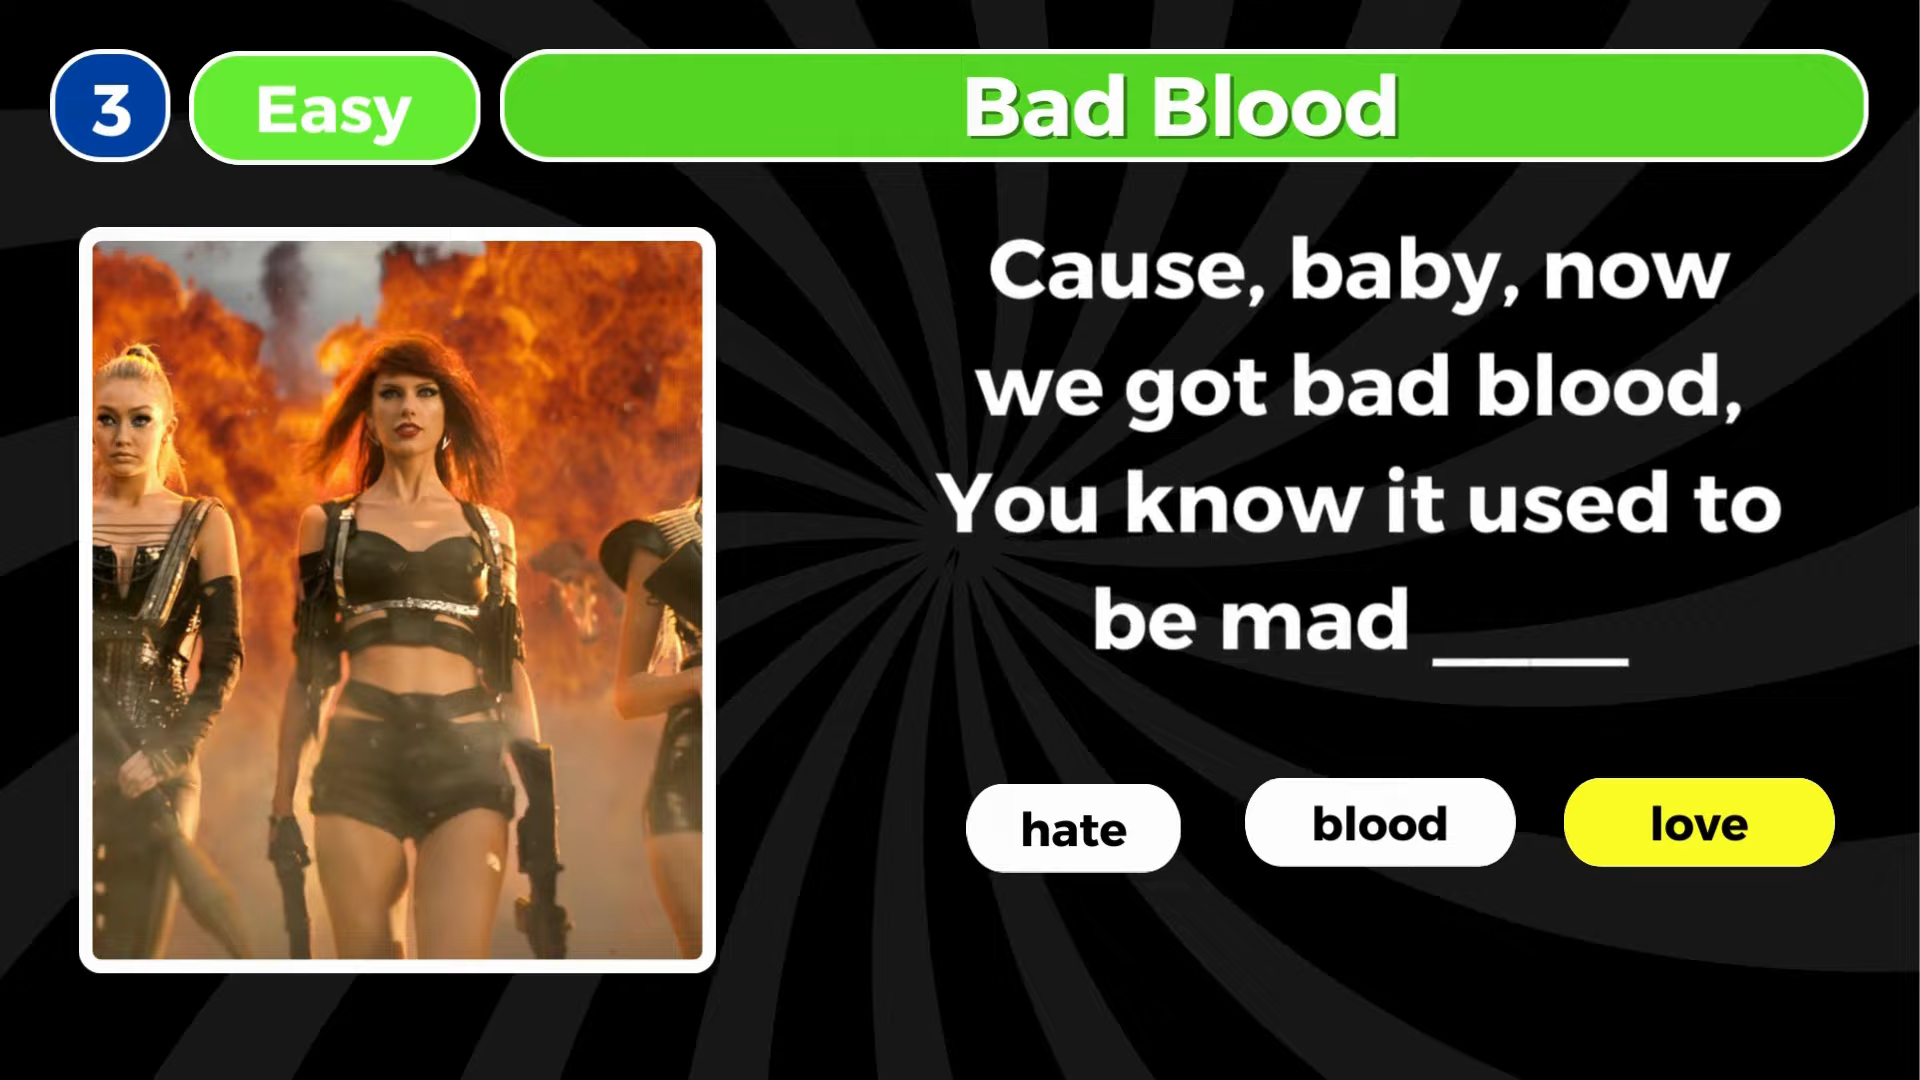 3
Easy
Bad Blood
Cause, baby, now
we got bad blood,
You know it used to
be mad _____
hate
blood
love